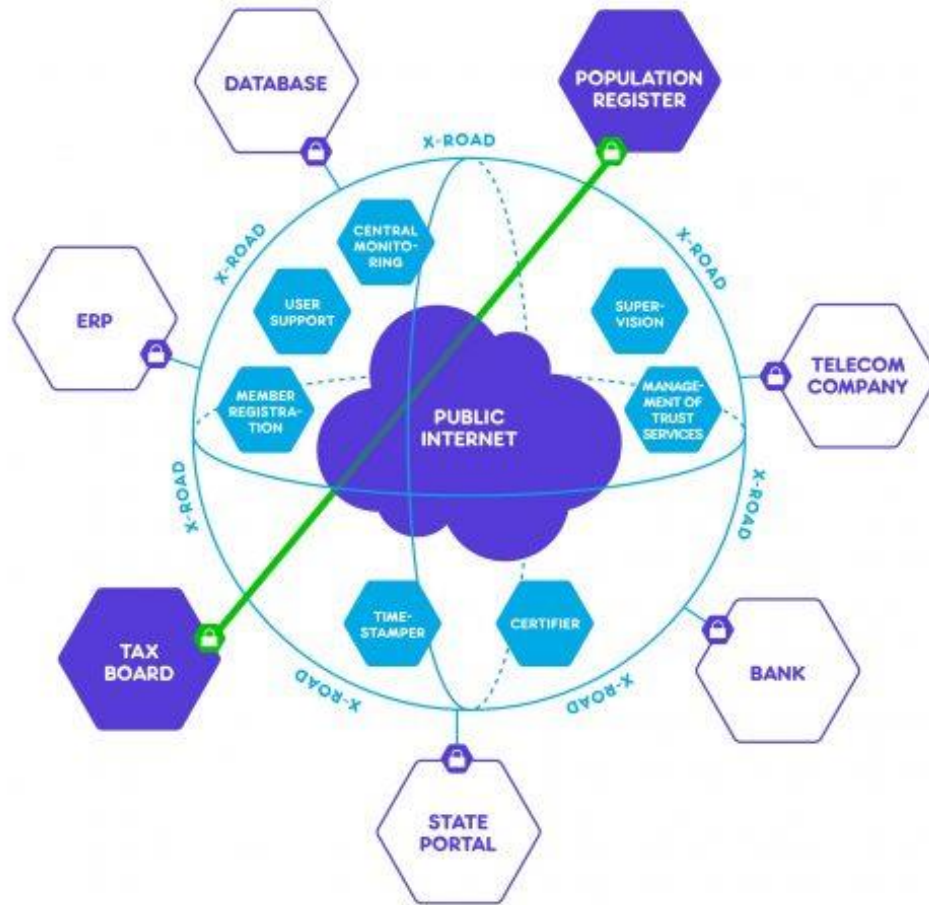 DATABASE
POPULATION
REGISTER
X-ROAD
X-ROAD
X-ROAD
CENTRAL
MONITO-
RING
USER
SUPPORT
SUPER-
VISION
ERP
TELECOM
COMPANY
MEMBER
REGISTRA-
TION
PUBLIC
INTERNET
MANAGE-
MENT OF
TRUST
SERVICES
X-ROAD
X-ROAD
TIME-
STAMPER
CERTIFIER
TAX
BOARD
BANK
X-ROAD
X-ROAD
STATE
PORTAL